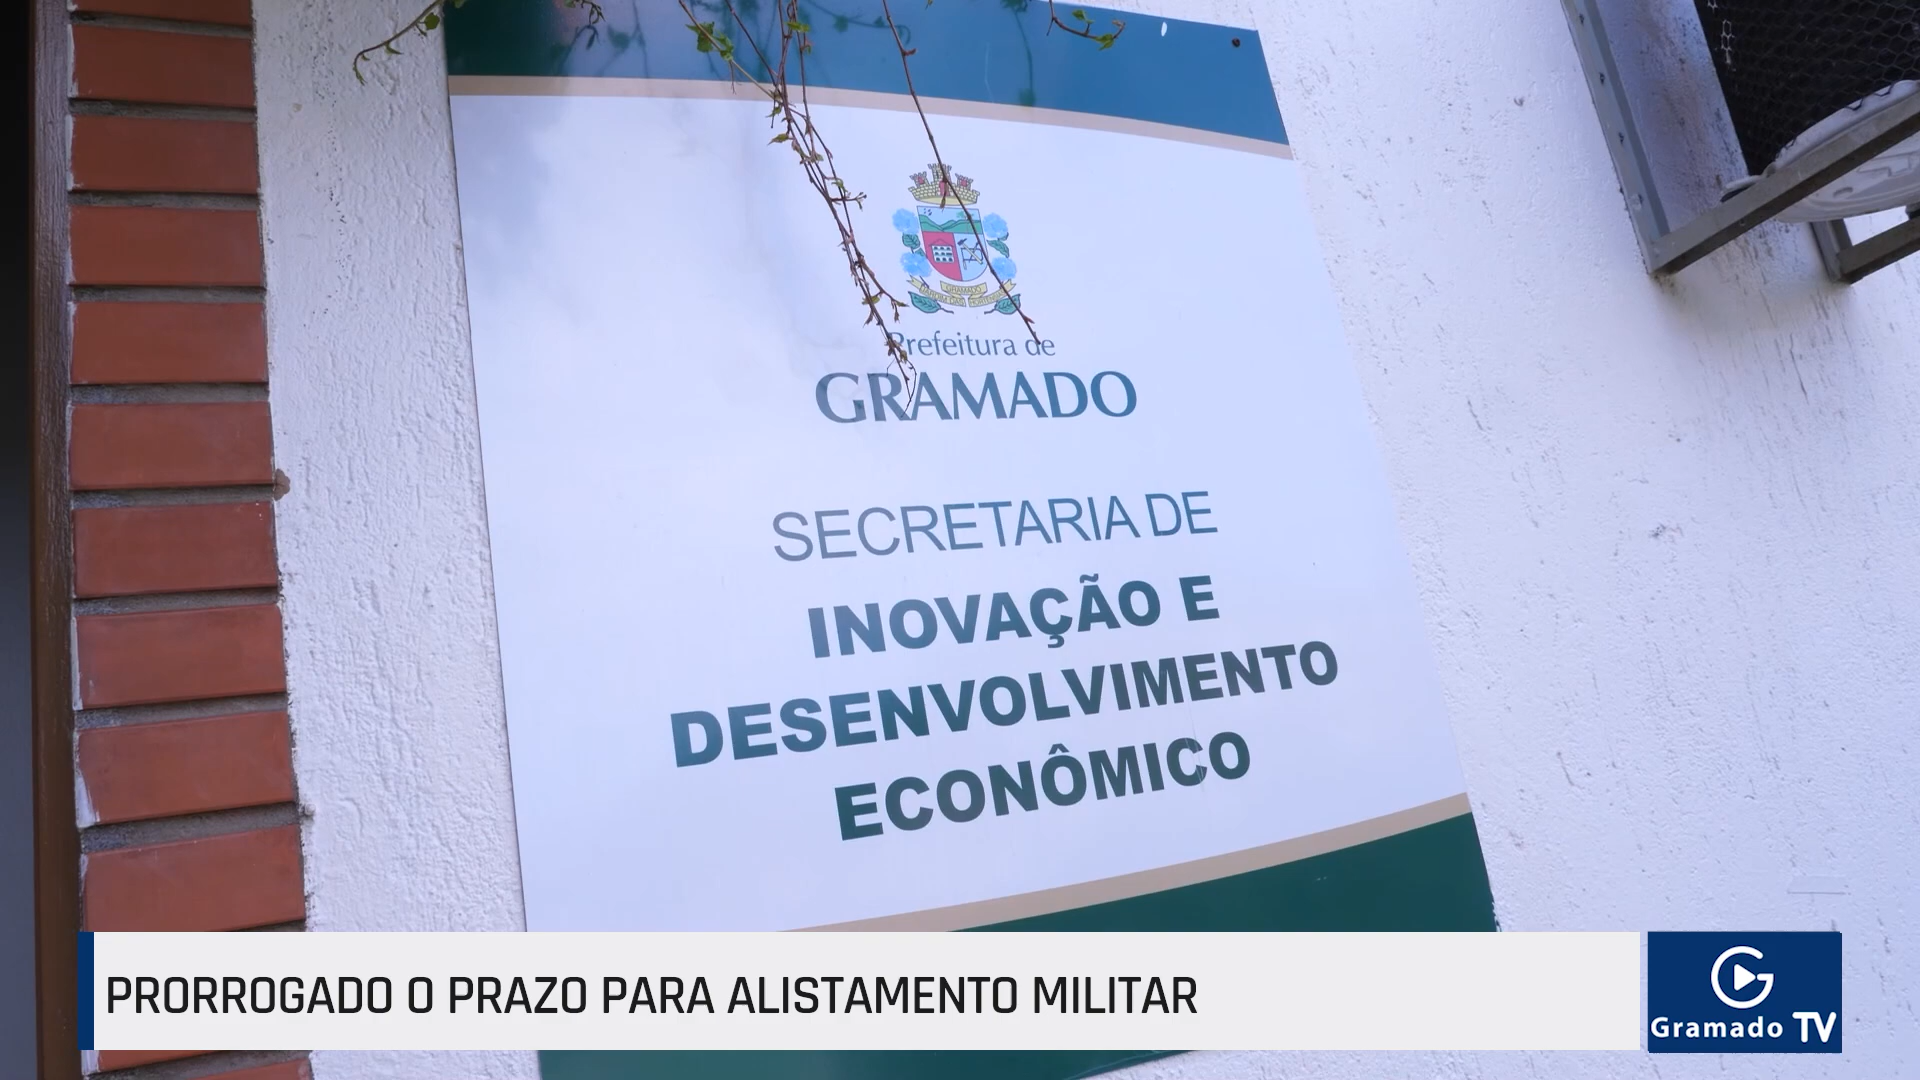 Prefeitura de
GRAMADO
SECRETARIA DE
INOVAÇÃO E
DESENVOLVIMENTO
ECONÔMICO
PRORROGADO O PRAZO PARA ALISTAMENTO MILITAR
Gramado TV